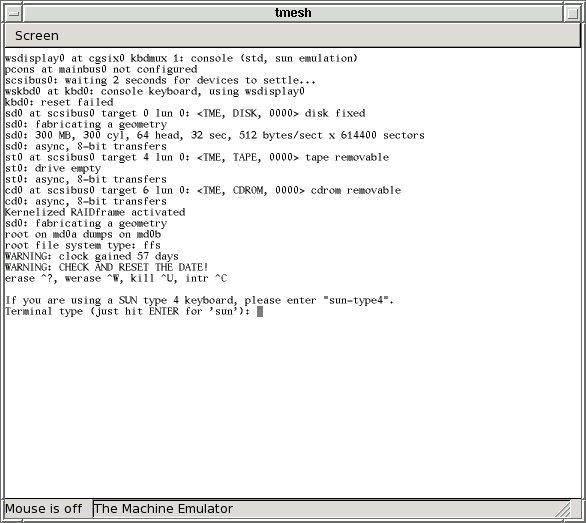 tmesh
Screen
wsdisplay0 at cgsix0 kbdmux 1: console (std, sun emulation)
pcons at mainbus0 not configured
scsibus0: waiting 2 seconds for devices to settle...
wskbd0 at kbd0: console keyboard, using wsdisplay0
kbd0: reset failed
sd0 at scsibus0 target 0 lun 0: <TME, DISK, 0000> disk fixed
sd0: fabricating a geometry
sd0: 300 MB, 300 cyl, 64 head, 32 sec, 512 bytes/sect x 614400 sectors
sd0: async, 8-bit transfers
st0 at scsibus0 target 4 lun 0: <TME, TAPE, 0000> tape removable
st0: drive empty
st0: async, 8-bit transfers
cd0 at scsibus0 target 6 lun 0: <TME, CDROM, 0000> cdrom removable
cd0: async, 8-bit transfers
Kernelized RAIDframe activated
sd0: fabricating a geometry
root on md0a dumps on md0b
root file system type: ffs
WARNING: clock gained 57 days
WARNING: CHECK AND RESET THE DATE!
erase ^?, werase ^W, kill ^U, intr ^C
If you are using a SUN type 4 keyboard, please enter "sun-type4".
Terminal type (just hit ENTER for 'sun'):
Mouse is off The Machine Emulator